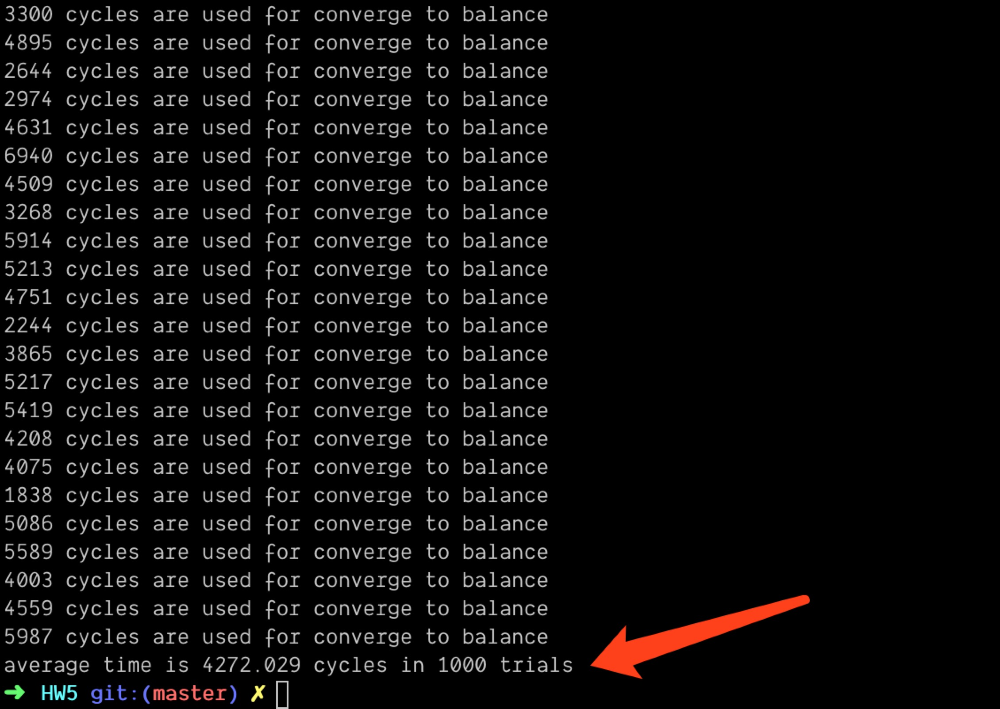 3300 cycles are used for converge to balance
4895 cycles are used for converge to balance
2644 cycles are used for converge to balance
2974 cycles are used for converge to balance
4631 cycles are used for converge to balance
6940 cycles are used for converge to balance
4509 cycles are used for converge to balance
3268 cycles are used for converge to balance
5914 cycles are used for converge to balance
5213 cycles are used for converge to balance
4751 cycles are used for converge to balance
2244 cycles are used for converge to balance
3865 cycles are used for converge to balance
5217 cycles are used for converge to balance
5419 cycles are used for converge to balance
4208 cycles are used for converge to balance
4075 cycles are used for converge to balance
1838 cycles are used for converge to balance
5086 cycles are used for converge to balance
5589 cycles are used for converge to balance
4003 cycles are used for converge to balance
4559 cycles are used for converge to balance
5987 cycles are used for converge to balance
average time is 4272.029 cycles in 1000 trials
➜ HW5 git:(master) ✗